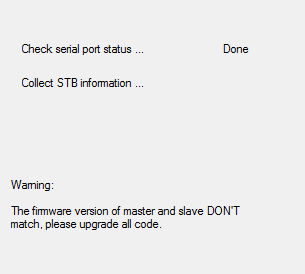 Check serial port status ... Done
Collect STB information ...
Warning:
The firmware version of master and slave DON'T
match, please upgrade all code.